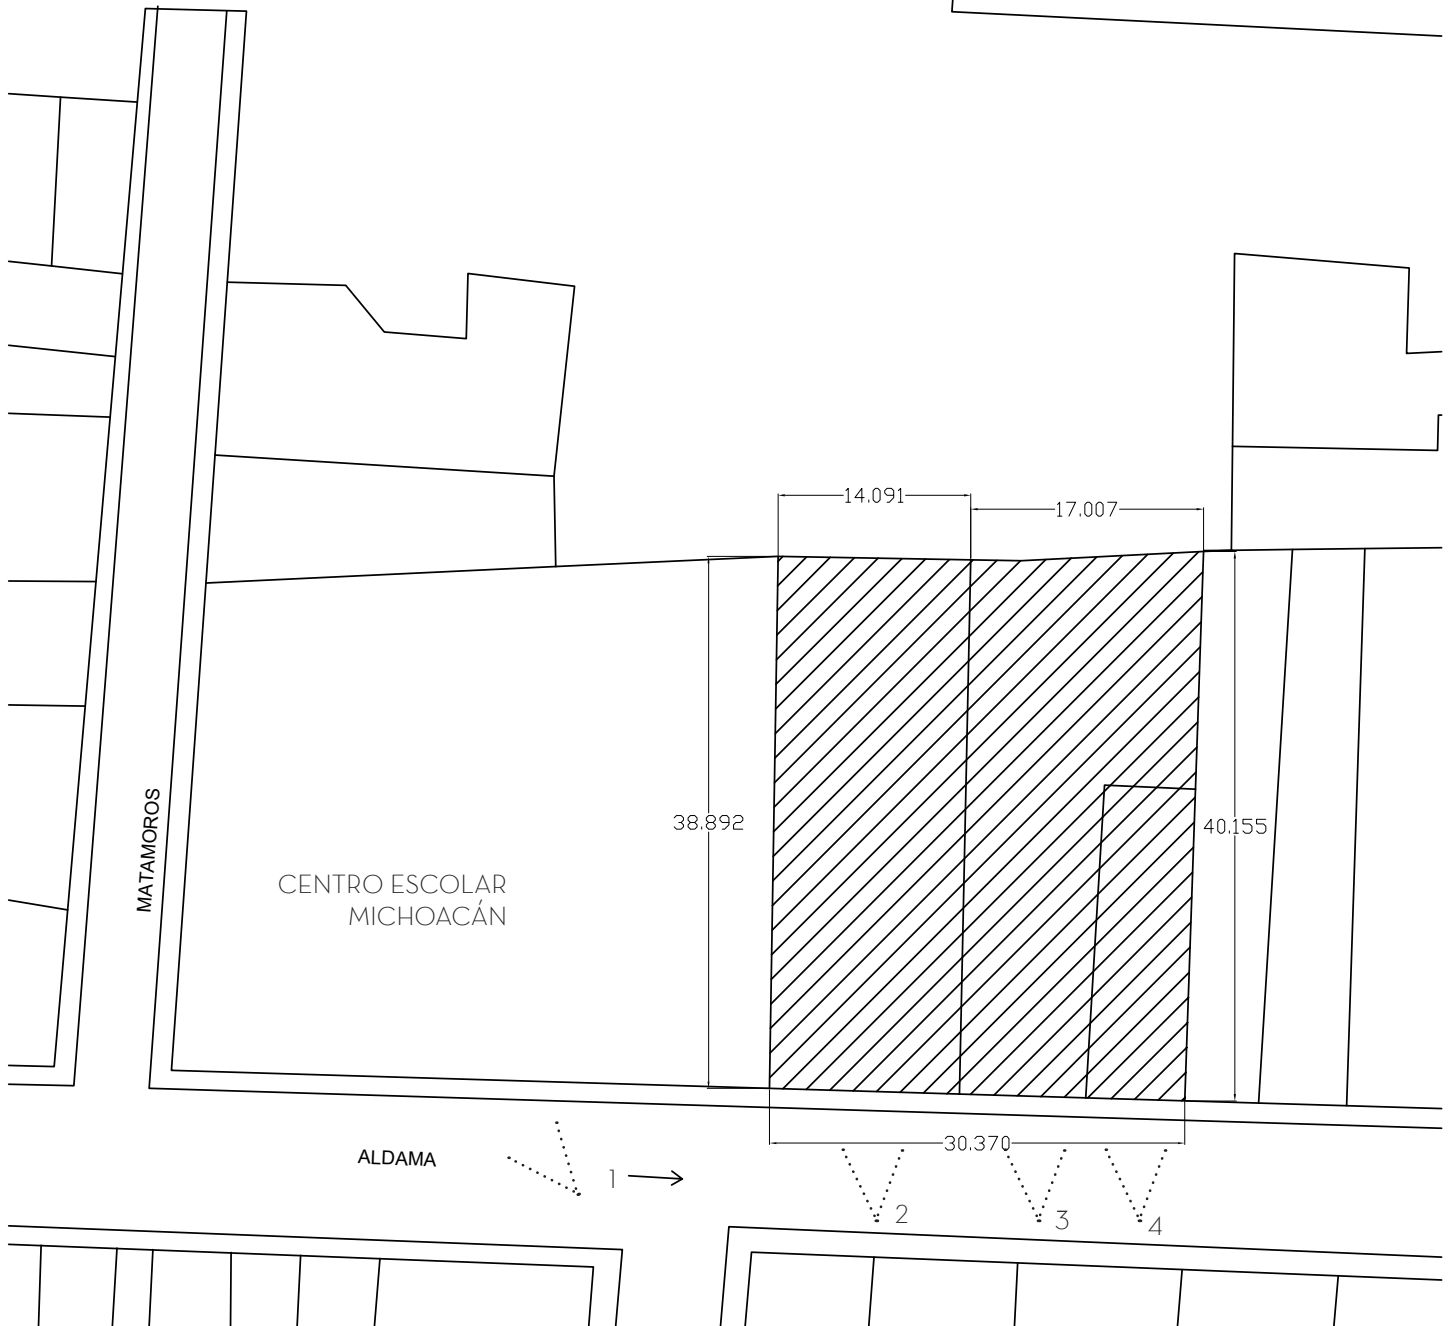 14.091
17.007
38.892
40.155
MATAMOROS
CENTRO ESCOLAR
MICHOACÁN
30.370
ALDAMA
1
2
3
4